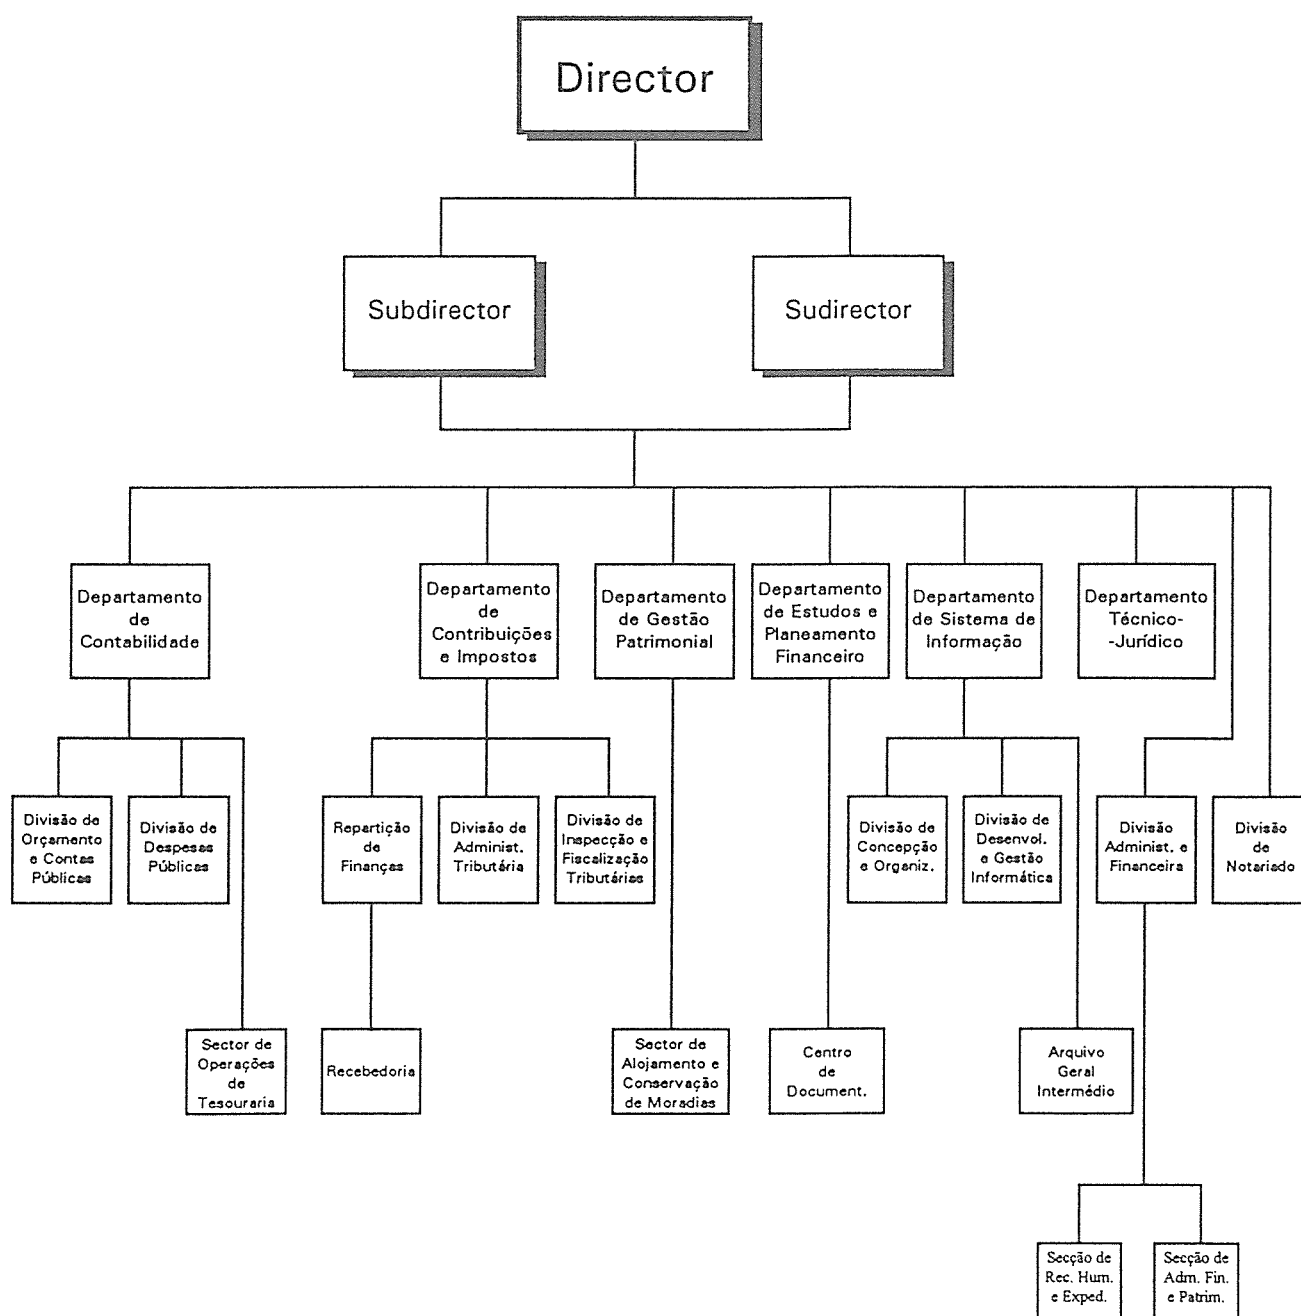 Director
Subdirector
Sudirector
Departamento
de
Contabilidade
Departamento
de
Contribuições
e Impostos
Departamento
de Gestão
Patrimonial
Departamento
de Estudos e
Planeamento
Financeiro
Departamento
de Sistema de
Informação
Departamento
Técnico-
-Jurídico
Divisão de
Orçamento
e Contas
Públicas
Divisão de
Despesas
Públicas
Repartição
de
Finanças
Divisão de
Administ.
Tributária
Divisão de
Inspecção e
Fiscalização
Tributárias
Divisão de
Concepção
e Organiz.
Divisão de
Desenvol.
e Gestão
Informática
Divisão
Administ. e
Financeira
Divisão
de
Notariado
Sector de
Operações
de
Tesouraria
Recebedoria
Sector de
Alojamento e
Conservação
de Moradias
Centro
de
Document.
Arquivo
Geral
Intermédio
Secção de
Rec. Hum.
e Exped.
Secção de
Adm. Fin.
e Patrim.